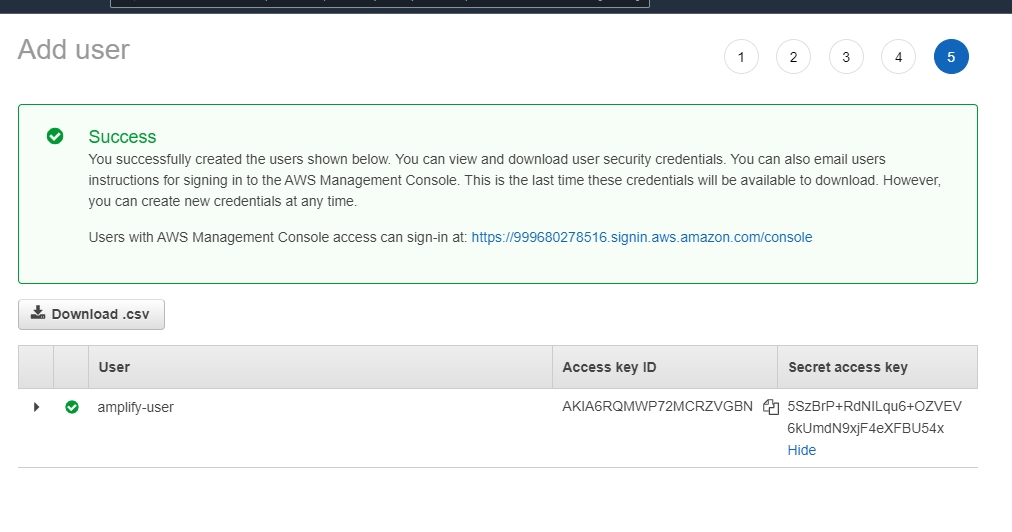 Add user
1 2 3 4 5
Success
You successfully created the users shown below. You can view and download user security credentials. You can also email users
instructions for signing in to the AWS Management Console. This is the last time these credentials will be available to download. However,
you can create new credentials at any time.
Users with AWS Management Console access can sign-in at: https://999680278516.signin.aws.amazon.com/console
Download .csv
User Access key ID Secret access key
amplify-user AKIA6RQMWP72MCRZVGBN 5SzBrP+RdNILqu6+OZVEV
6kUmdN9xjF4eXFBU54x
Hide